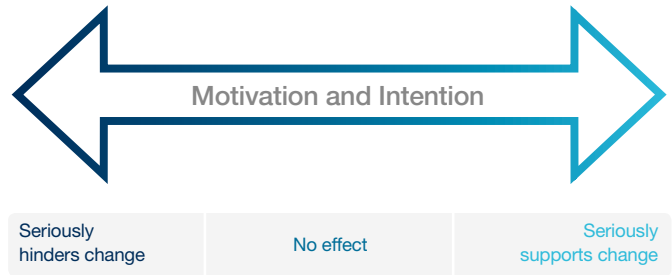 Motivation and Intention
Seriously
hinders change
No effect
Seriously
supports change